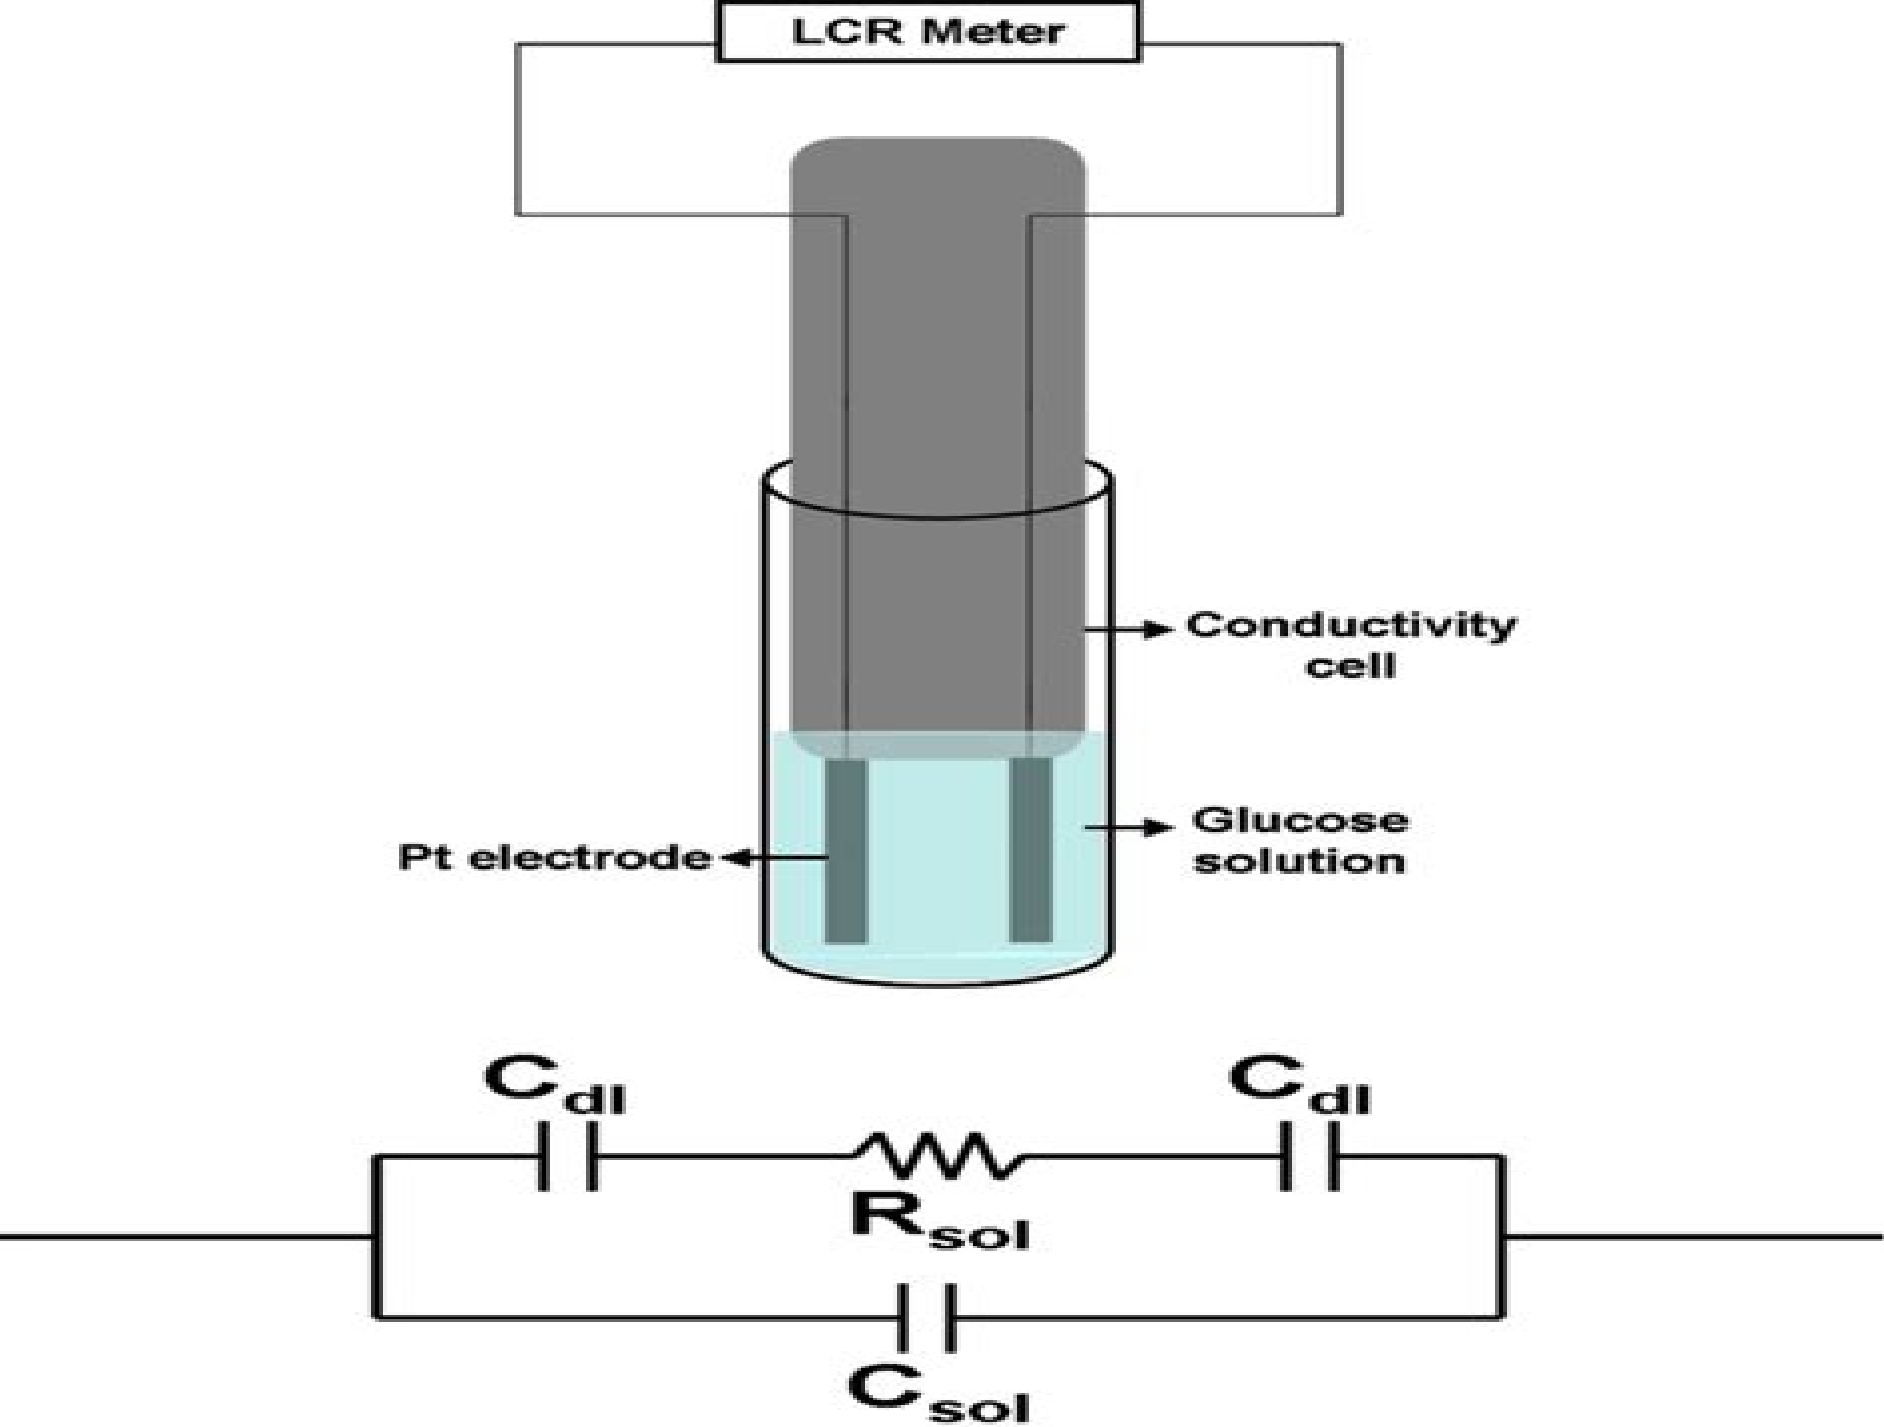 LCR Meter
Conductivity
cell
Glucose
solution
Pt electrode
Cdl
Cdl
Rsol
Csol